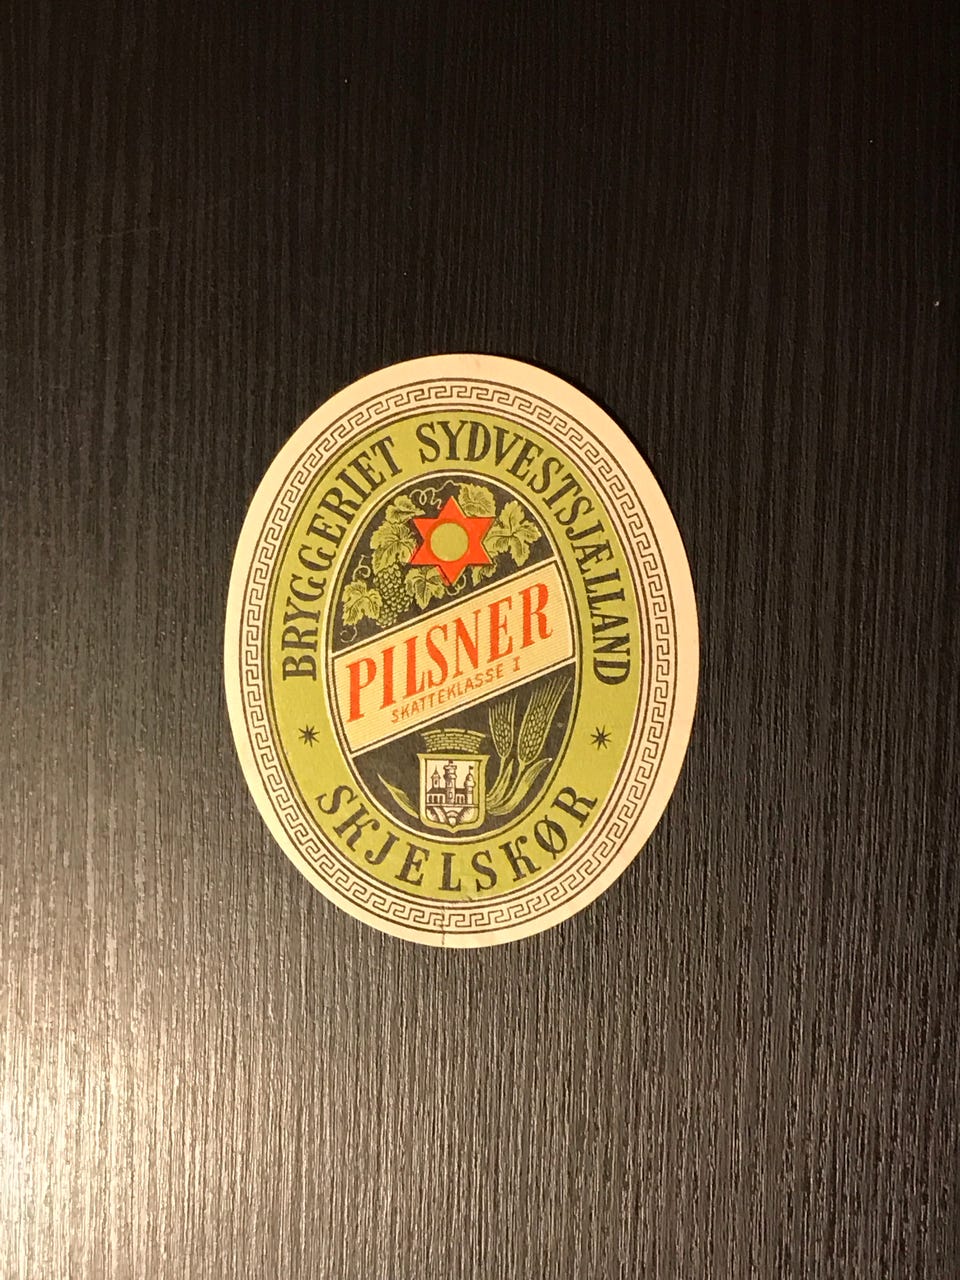 BRYGGERIET SYDVESTSJÆLLAND
PILSNER
SKATTEKLASSE I
SKJELSKØR